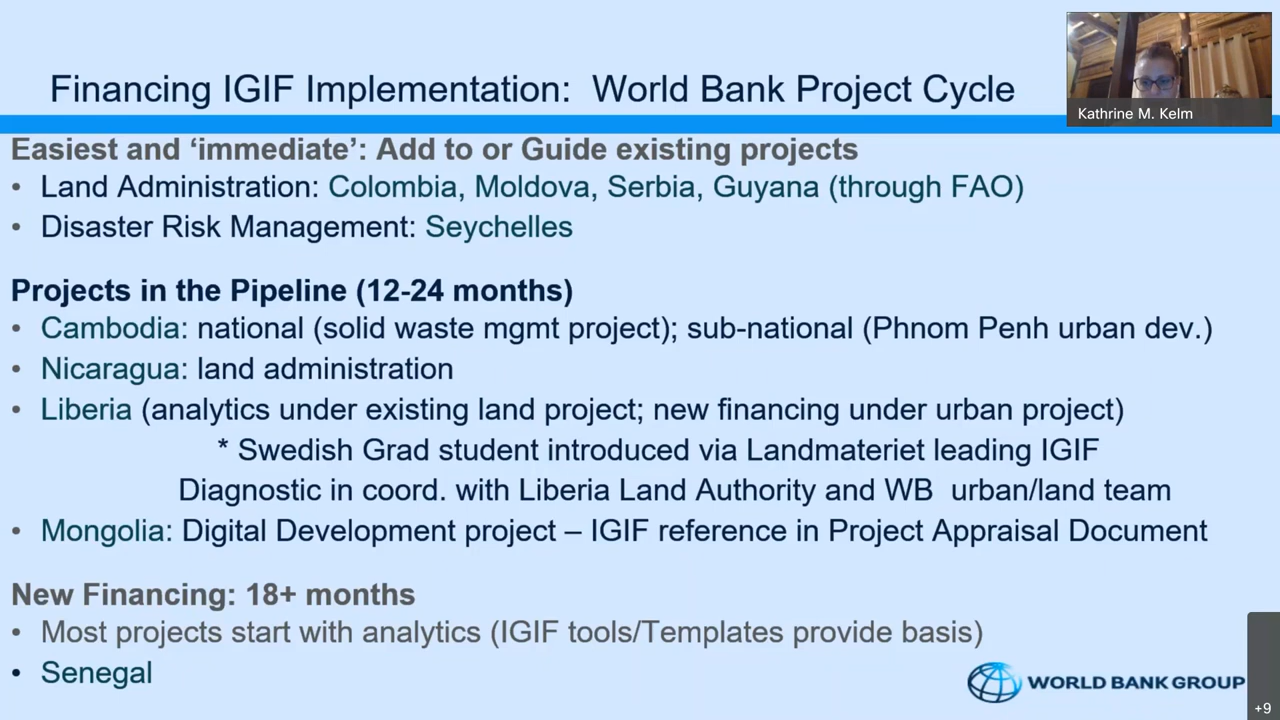 Financing IGIF Implementation: World Bank Project Cycle
Kathrine M. Kelm
Easiest and ‘immediate’: Add to or Guide existing projects
• Land Administration: Colombia, Moldova, Serbia, Guyana (through FAO)
• Disaster Risk Management: Seychelles
Projects in the Pipeline (12-24 months)
• Cambodia: national (solid waste mgmt project); sub-national (Phnom Penh urban dev.)
• Nicaragua: land administration
• Liberia (analytics under existing land project; new financing under urban project)
* Swedish Grad student introduced via Landmateriet leading IGIF
Diagnostic in coord. with Liberia Land Authority and WB urban/land team
• Mongolia: Digital Development project – IGIF reference in Project Appraisal Document
New Financing: 18+ months
• Most projects start with analytics (IGIF tools/Templates provide basis)
• Senegal
WORLD BANK GROUP
+9